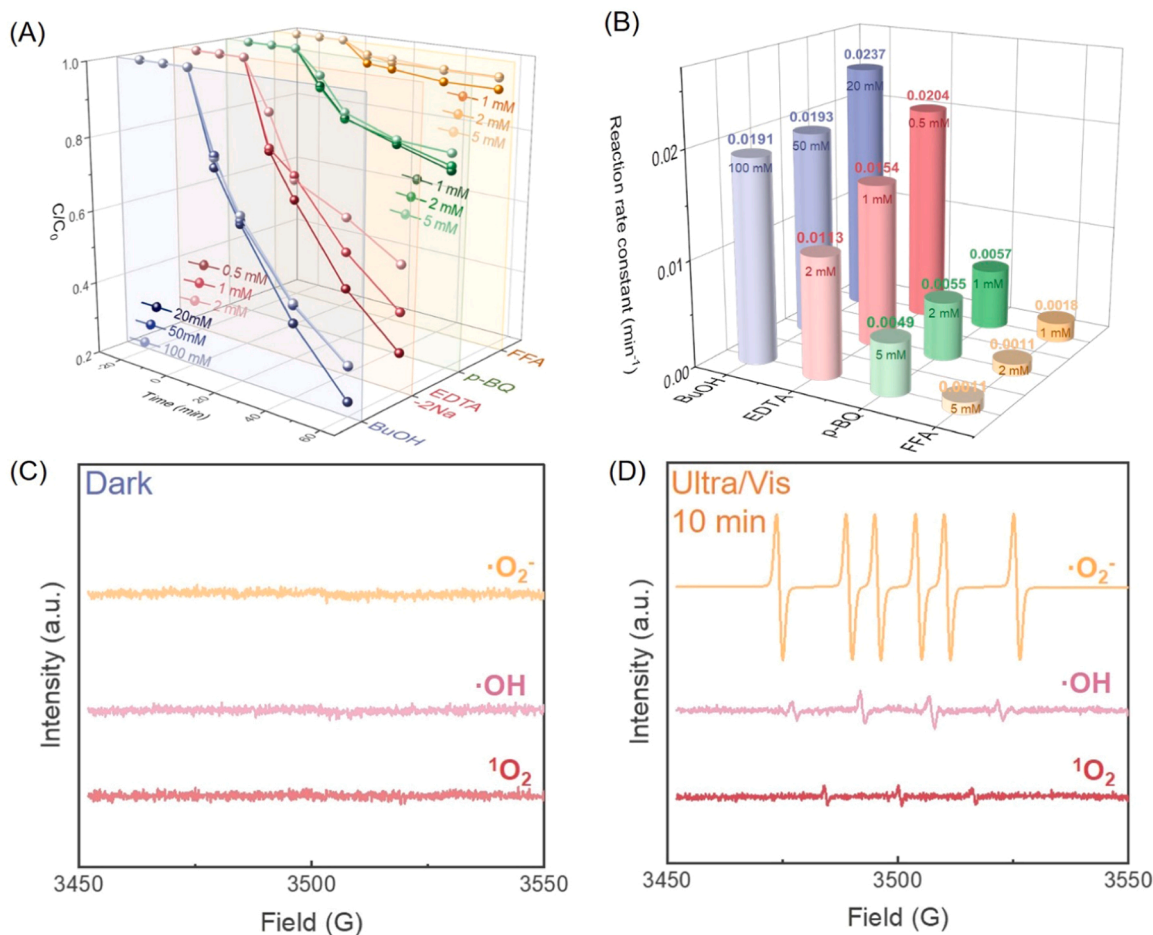 (A)
1.0
0.8
0.6
0.4
0.2
C/C0
-20
0
20
40
60
Time (min)
1 mM
2 mM
5 mM
1 mM
2 mM
5 mM
0.5 mM
1 mM
2 mM
20mM
50mM
100 mM
FFA
p-BQ
EDTA
-2Na
BuOH
(B)
Reaction rate constant (min⁻¹)
0.02
0.01
0.00
0.0237
20 mM
0.0204
0.5 mM
0.0193
50 mM
0.0191
100 mM
0.0154
1 mM
0.0113
2 mM
0.0057
1 mM
0.0055
2 mM
0.0049
5 mM
0.0018
1 mM
0.0011
2 mM
0.0011
5 mM
BuOH
EDTA
p-BQ
FFA
(C)
Dark
·O₂⁻
·OH
¹O₂
Intensity (a.u.)
3450
3500
3550
Field (G)
(D)
Ultra/Vis
10 min
·O₂⁻
·OH
¹O₂
Intensity (a.u.)
3450
3500
3550
Field (G)